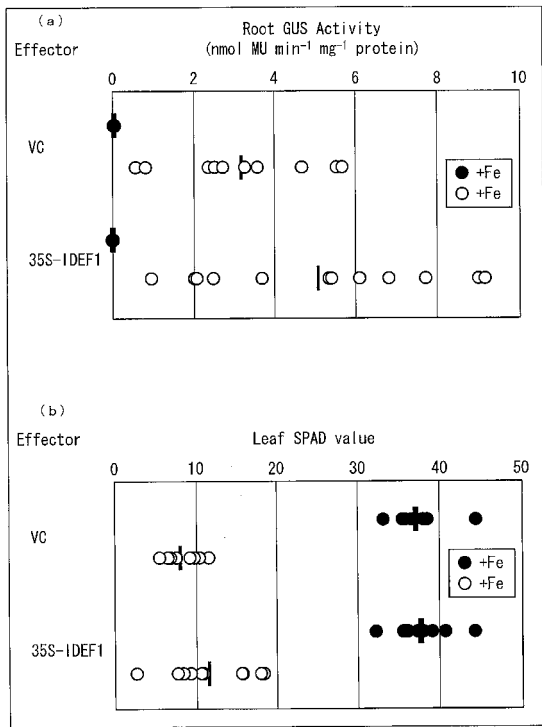 (a)
Root GUS Activity
(nmol MU min⁻¹ mg⁻¹ protein)
Effector
0 2 4 6 8 10
VC
35S-IDEF1
+Fe
+Fe
(b)
Effector
Leaf SPAD value
0 10 20 30 40 50
VC
35S-IDEF1
+Fe
+Fe